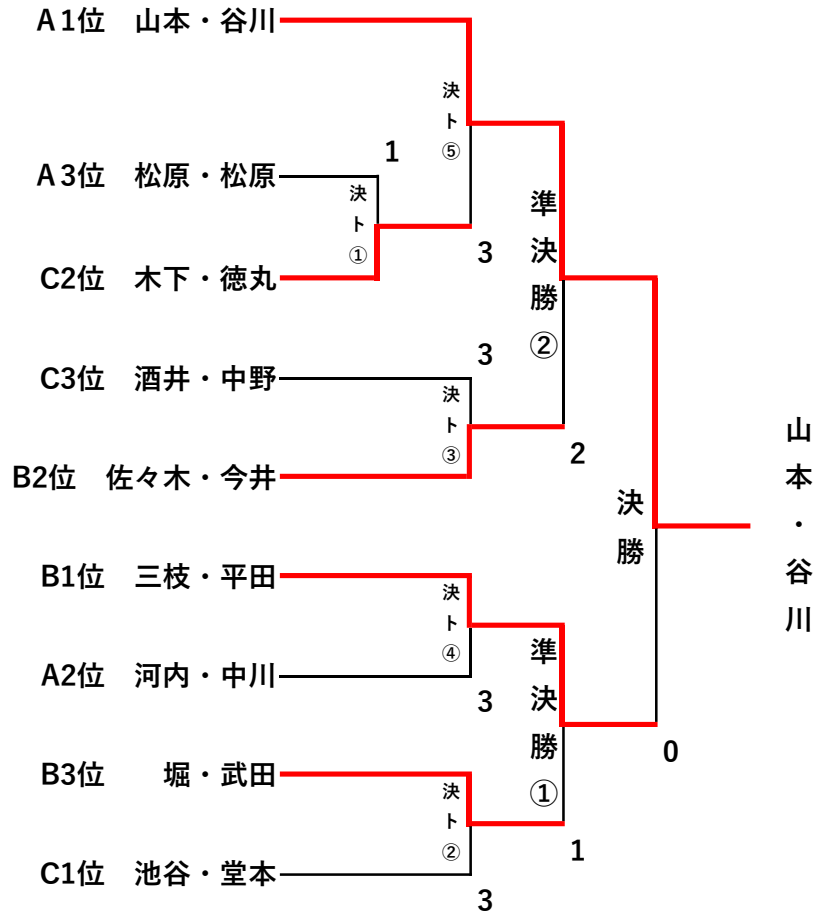 A1位　山本・谷川
決ト⑤
1
A3位　松原・松原
決ト①
準決勝②
3
C2位　木下・徳丸
3
C3位　酒井・中野
決ト③
2
B2位　佐々木・今井
山本・谷川
決勝
B1位　三枝・平田
決ト④
準決勝①
A2位　河内・中川
3
0
B3位　堀・武田
決ト②
1
C1位　池谷・堂本
3